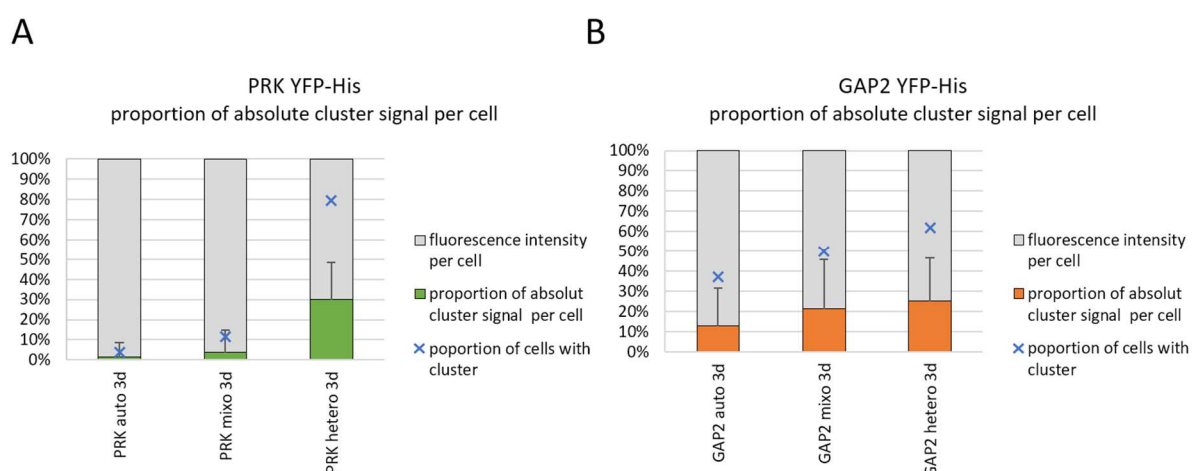 A
PRK YFP-His
proportion of absolute cluster signal per cell
100%
90%
80%
70%
60%
50%
40%
30%
20%
10%
0%
PRK auto 3d
PRK mixo 3d
PRK hetero 3d
fluorescence intensity
per cell
proportion of absolut
cluster signal per cell
poportion of cells with
cluster
B
GAP2 YFP-His
proportion of absolute cluster signal per cell
100%
90%
80%
70%
60%
50%
40%
30%
20%
10%
0%
GAP2 auto 3d
GAP2 mixo 3d
GAP2 hetero 3d
fluorescence intensity
per cell
proportion of absolut
cluster signal per cell
poportion of cells with
cluster